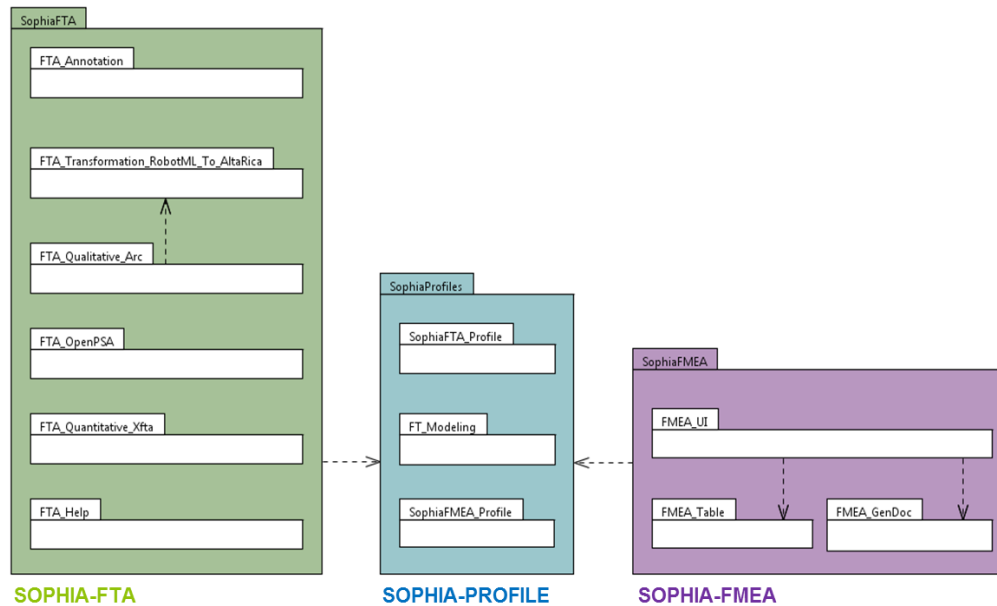 SophiaFTA
FTA_Annotation
FTA_Transformation_RobotML_To_AltaRica
FTA_Qualitative_Arc
FTA_OpenPSA
FTA_Quantitative_Xfta
FTA_Help
SOPHIA-FTA
SophiaProfiles
SophiaFTA_Profile
FT_Modeling
SophiaFMEA_Profile
SOPHIA-PROFILE
SophiaFMEA
FMEA_UI
FMEA_Table
FMEA_GenDoc
SOPHIA-FMEA